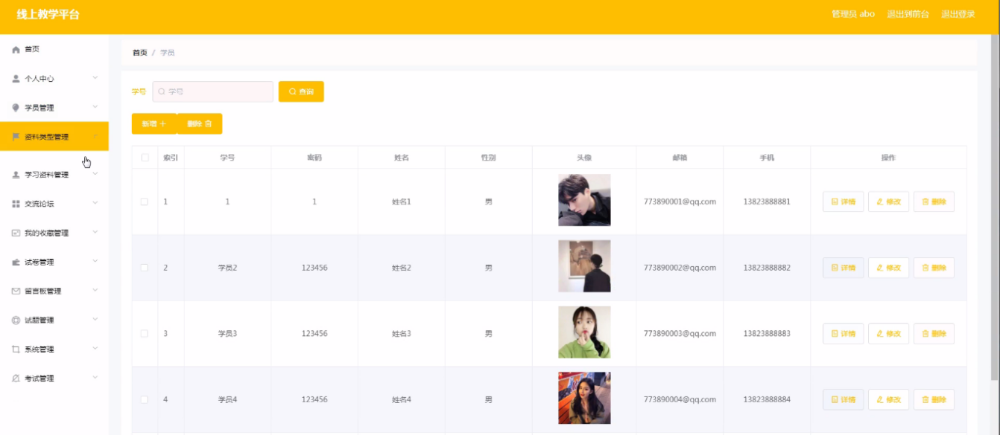 线上教学平台
管理员 abo 退出到前台 退出登录
首页
个人中心
学员管理
资料类型管理
学习资料管理
交流论坛
我的收藏管理
试卷管理
留言板管理
试题管理
系统管理
考试管理
首页 / 学员
学号 学号 查询
新增 删除
索引 学号 密码 姓名 性别 头像 邮箱 手机 操作
1 1 1 姓名1 男 773890001@qq.com 13823888881 详情 修改 删除
2 学员2 123456 姓名2 男 773890002@qq.com 13823888882 详情 修改 删除
3 学员3 123456 姓名3 男 773890003@qq.com 13823888883 详情 修改 删除
4 学员4 123456 姓名4 男 773890004@qq.com 13823888884 详情 修改 删除